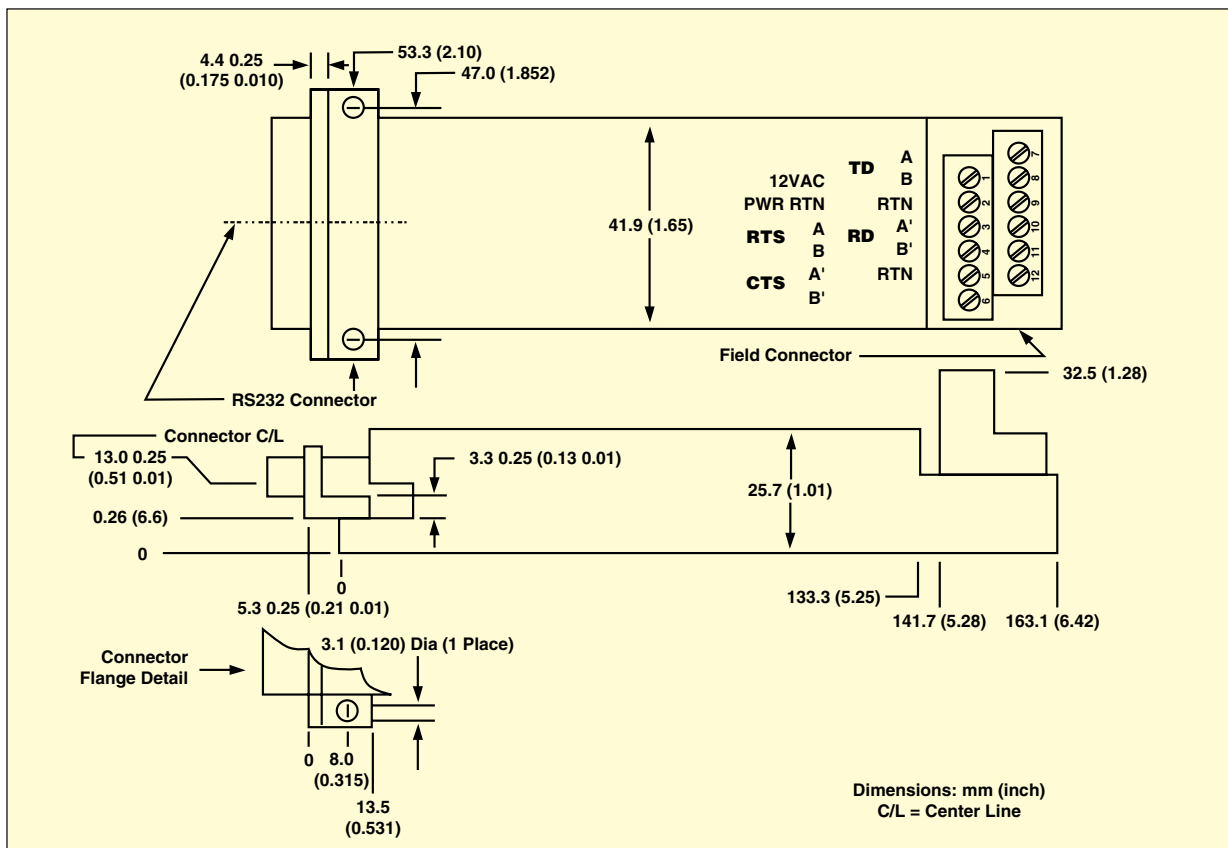 4.4 0.25
(0.175 0.010)
53.3 (2.10)
47.0 (1.852)
41.9 (1.65)
12VAC
PWR RTN
RTS A
B
CTS A'
B'
TD A
B
RTN
RD A'
B'
RTN
1
2
3
4
5
6
7
8
9
10
11
12
Field Connector
RS232 Connector
32.5 (1.28)
Connector C/L
13.0 0.25
(0.51 0.01)
3.3 0.25 (0.13 0.01)
25.7 (1.01)
0.26 (6.6)
0
0
5.3 0.25 (0.21 0.01)
133.3 (5.25)
141.7 (5.28)
163.1 (6.42)
3.1 (0.120) Dia (1 Place)
Connector
Flange Detail
0
8.0
(0.315)
13.5
(0.531)
Dimensions: mm (inch)
C/L = Center Line